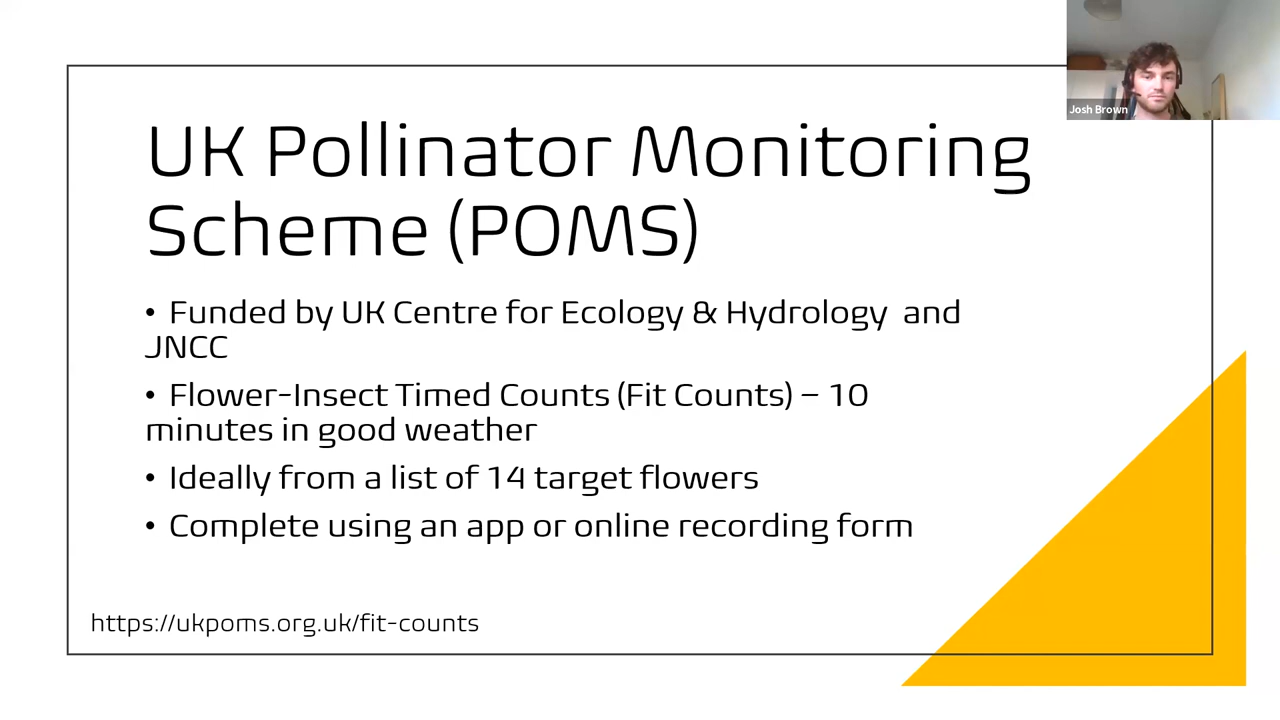 Josh Brown
UK Pollinator Monitoring
Scheme (POMS)
• Funded by UK Centre for Ecology & Hydrology  and
JNCC
• Flower-Insect Timed Counts (Fit Counts) – 10
minutes in good weather
• Ideally from a list of 14 target flowers
• Complete using an app or online recording form
https://ukpoms.org.uk/fit-counts